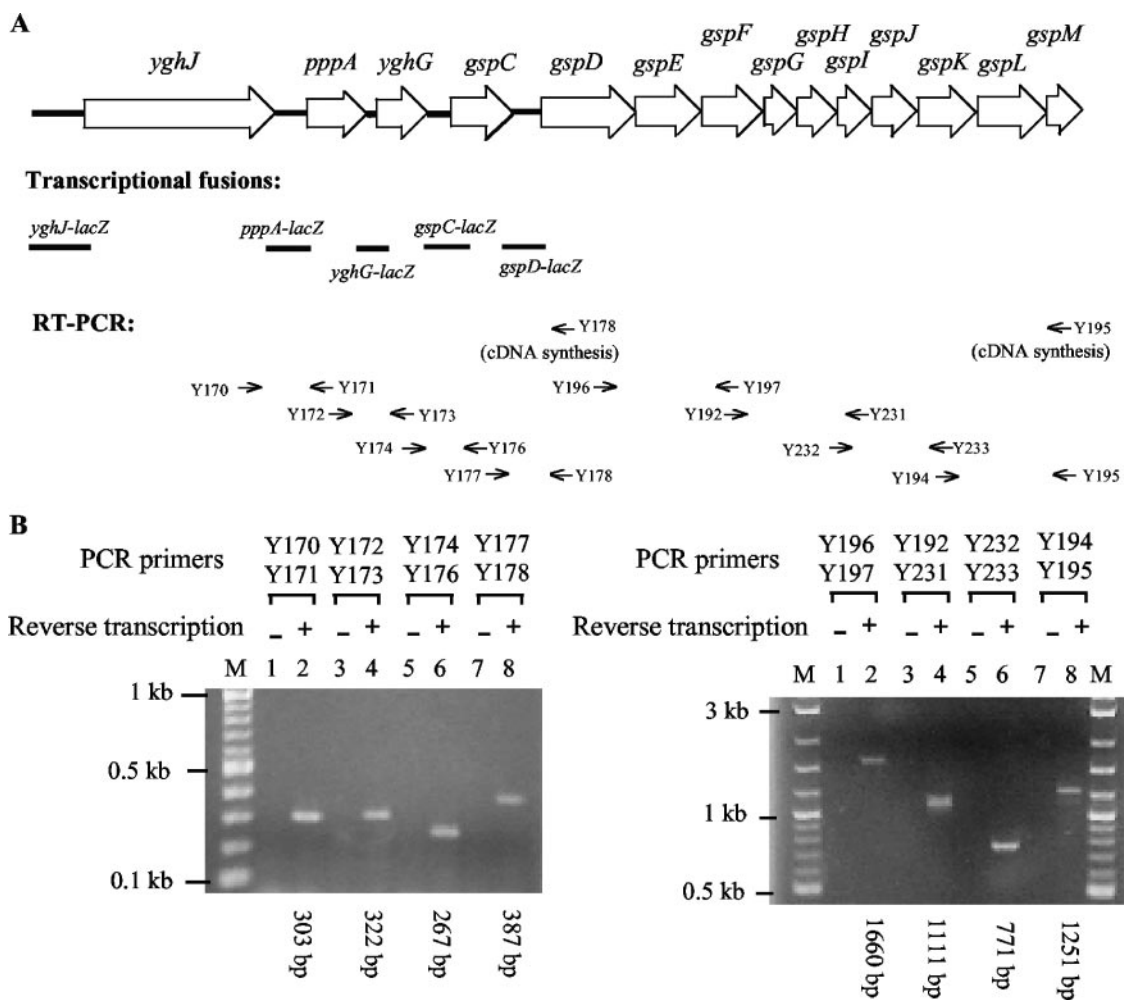 A
gspF gspH gspJ gspM
yghJ pppA yghG gspC gspD gspE gspG gspI gspK gspL
Transcriptional fusions:
yghJ-lacZ pppA-lacZ gspC-lacZ
yghG-lacZ gspD-lacZ
RT-PCR:
Y178 Y195
(cDNA synthesis) (cDNA synthesis)
Y170 Y171 Y196 Y197
Y172 Y173 Y192 Y231
Y174 Y176 Y232 Y233
Y177 Y178 Y194 Y195
B
PCR primers Y170 Y172 Y174 Y177
Y171 Y173 Y176 Y178
Reverse transcription – + – + – + – +
M 1 2 3 4 5 6 7 8
1 kb
0.5 kb
0.1 kb
303 bp 322 bp 267 bp 387 bp
PCR primers Y196 Y192 Y232 Y194
Y197 Y231 Y233 Y195
Reverse transcription – + – + – + – +
M 1 2 3 4 5 6 7 8 M
3 kb
1 kb
0.5 kb
1660 bp 1111 bp 771 bp 1251 bp